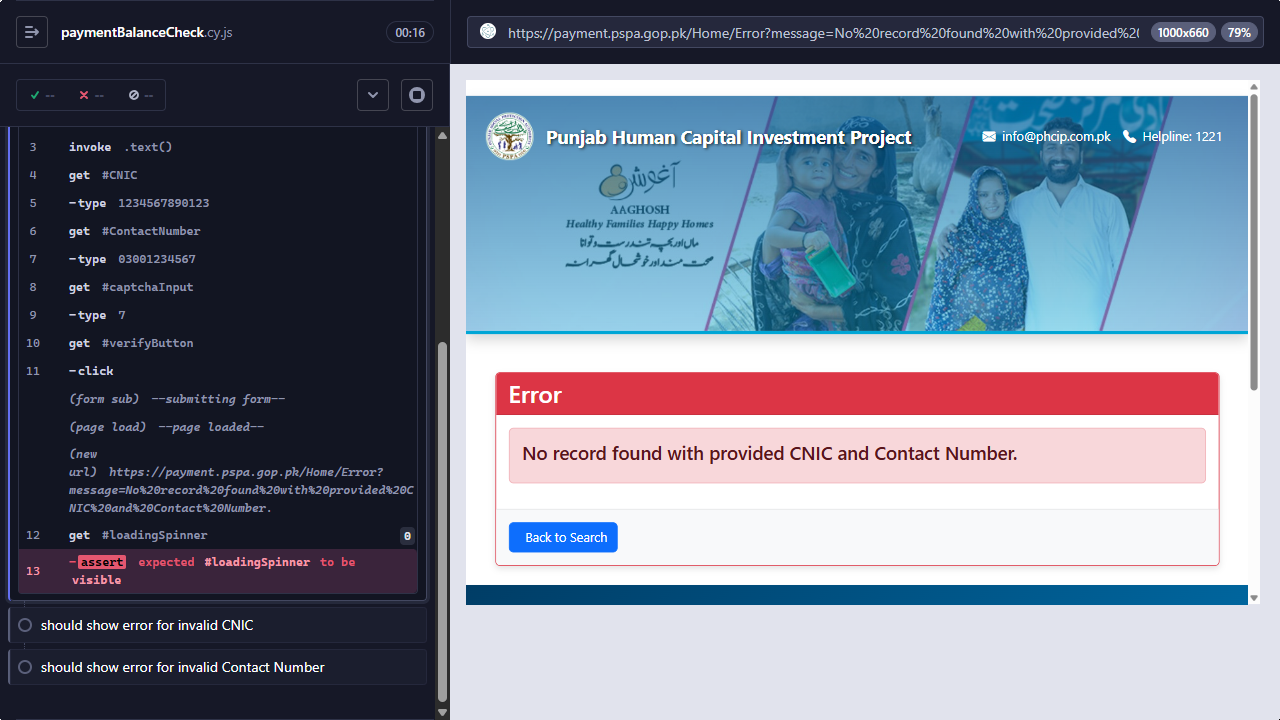 paymentBalanceCheck.cy.js
00:16
-- -- --
3 invoke .text()
4 get #CNIC
5 -type 1234567890123
6 get #ContactNumber
7 -type 03001234567
8 get #captchaInput
9 -type 7
10 get #verifyButton
11 -click
(form sub) --submitting form--
(page load) --page loaded--
(new
url) https://payment.pspa.gop.pk/Home/Error?
message=No%20record%20found%20with%20provided%20C
NIC%20and%20Contact%20Number.
12 get #loadingSpinner 0
13 -assert expected #loadingSpinner to be
visible
should show error for invalid CNIC
should show error for invalid Contact Number
https://payment.pspa.gop.pk/Home/Error?message=No%20record%20found%20with%20provided%20
1000x660
79%
PSPA
Punjab Human Capital Investment Project
info@phcip.com.pk
Helpline: 1221
آغوش
AAGHOSH
Healthy Families Happy Homes
ماں اور بچہ تندرست و توانا
صحت مند اور خوشحال گھرانہ
Error
No record found with provided CNIC and Contact Number.
Back to Search